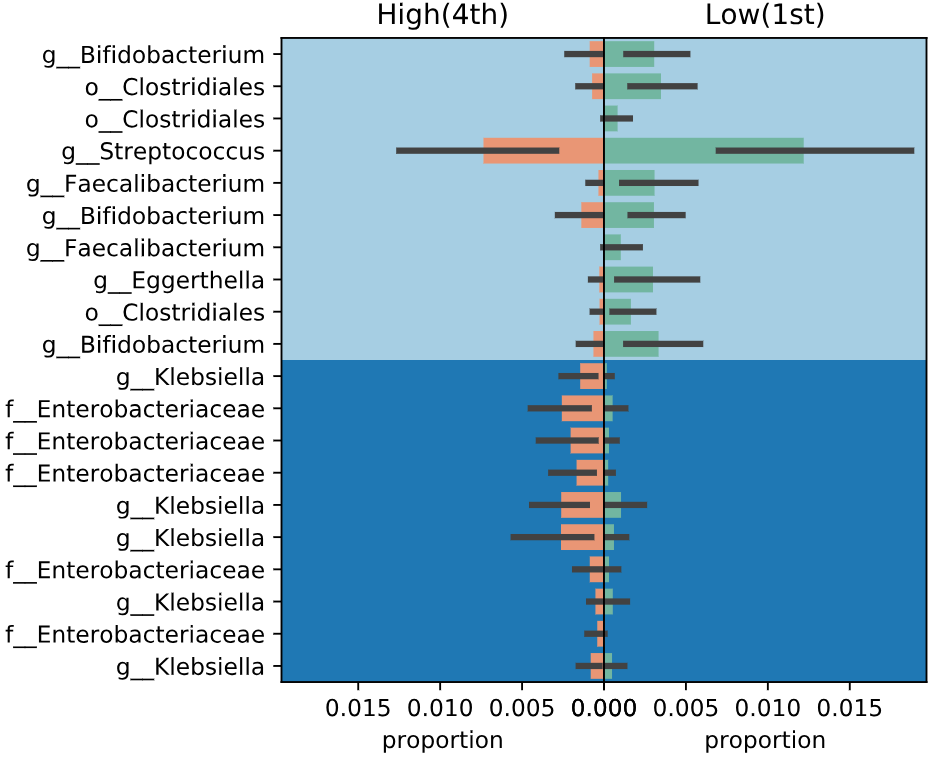 High(4th) Low(1st)
g__Bifidobacterium
o__Clostridiales
o__Clostridiales
g__Streptococcus
g__Faecalibacterium
g__Bifidobacterium
g__Faecalibacterium
g__Eggerthella
o__Clostridiales
g__Bifidobacterium
g__Klebsiella
f__Enterobacteriaceae
f__Enterobacteriaceae
f__Enterobacteriaceae
g__Klebsiella
g__Klebsiella
f__Enterobacteriaceae
g__Klebsiella
f__Enterobacteriaceae
g__Klebsiella
0.015 0.010 0.005 0.000 0.005 0.010 0.015
proportion proportion